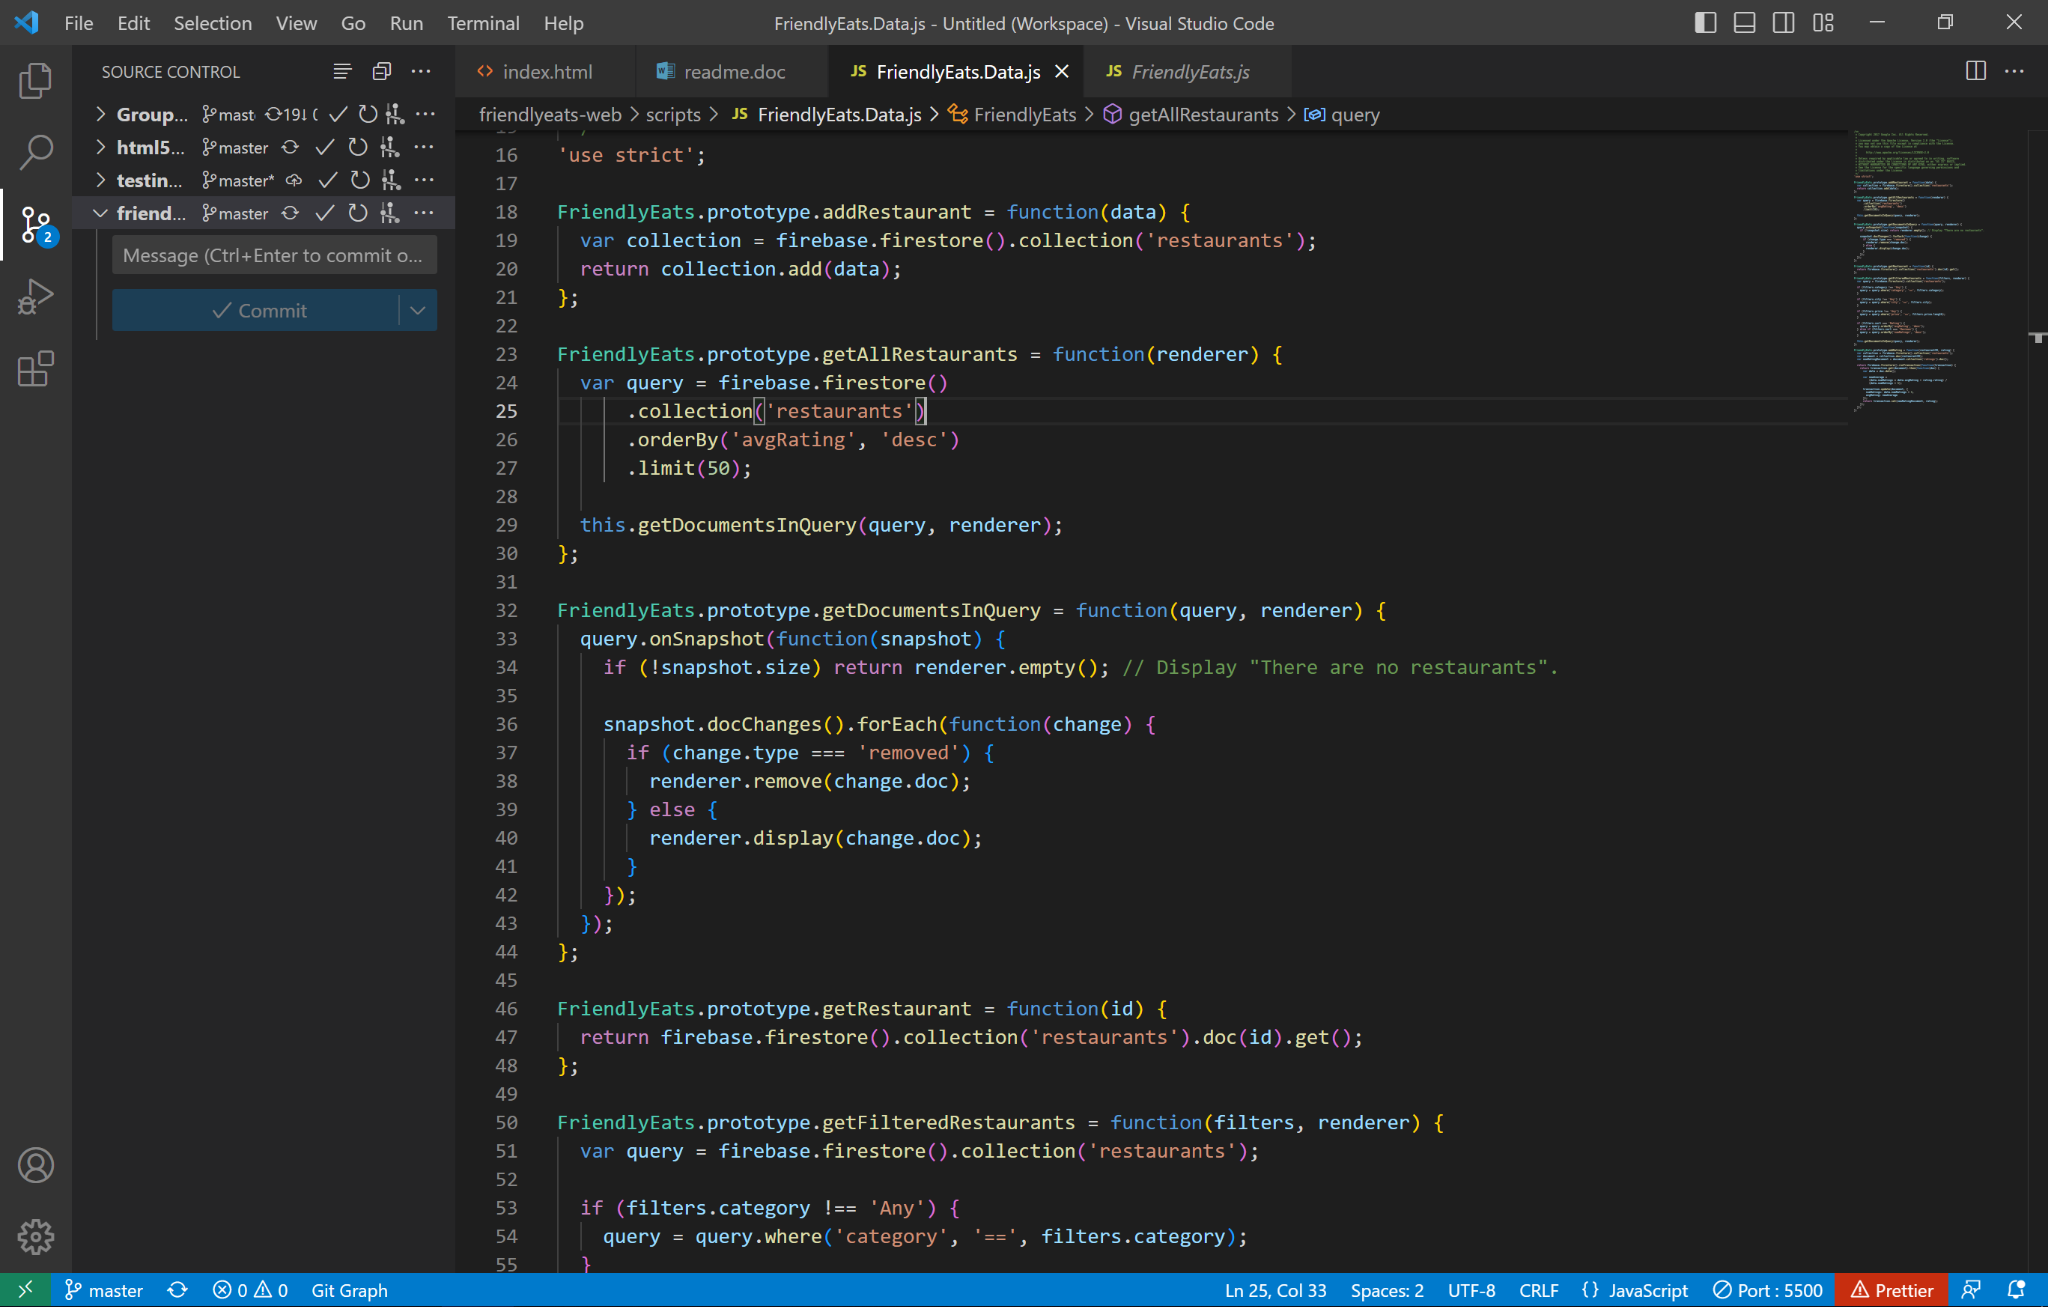 File Edit Selection View Go Run Terminal Help
FriendlyEats.Data.js - Untitled (Workspace) - Visual Studio Code
SOURCE CONTROL
Group... mast 19↓
html5... master
testin... master*
friend... master
Message (Ctrl+Enter to commit o...
Commit
2
index.html
readme.doc
JS FriendlyEats.Data.js
JS FriendlyEats.js
friendlyeats-web > scripts > JS FriendlyEats.Data.js > FriendlyEats > getAllRestaurants > query
16 'use strict';
17
18 FriendlyEats.prototype.addRestaurant = function(data) {
19 var collection = firebase.firestore().collection('restaurants');
20 return collection.add(data);
21 };
22
23 FriendlyEats.prototype.getAllRestaurants = function(renderer) {
24 var query = firebase.firestore()
25 .collection('restaurants')
26 .orderBy('avgRating', 'desc')
27 .limit(50);
28
29 this.getDocumentsInQuery(query, renderer);
30 };
31
32 FriendlyEats.prototype.getDocumentsInQuery = function(query, renderer) {
33 query.onSnapshot(function(snapshot) {
34 if (!snapshot.size) return renderer.empty(); // Display "There are no restaurants".
35
36 snapshot.docChanges().forEach(function(change) {
37 if (change.type === 'removed') {
38 renderer.remove(change.doc);
39 } else {
40 renderer.display(change.doc);
41 }
42 });
43 });
44 };
45
46 FriendlyEats.prototype.getRestaurant = function(id) {
47 return firebase.firestore().collection('restaurants').doc(id).get();
48 };
49
50 FriendlyEats.prototype.getFilteredRestaurants = function(filters, renderer) {
51 var query = firebase.firestore().collection('restaurants');
52
53 if (filters.category !== 'Any') {
54 query = query.where('category', '==', filters.category);
55 }
master 0 0 Git Graph
Ln 25, Col 33 Spaces: 2 UTF-8 CRLF {} JavaScript Port : 5500 Prettier